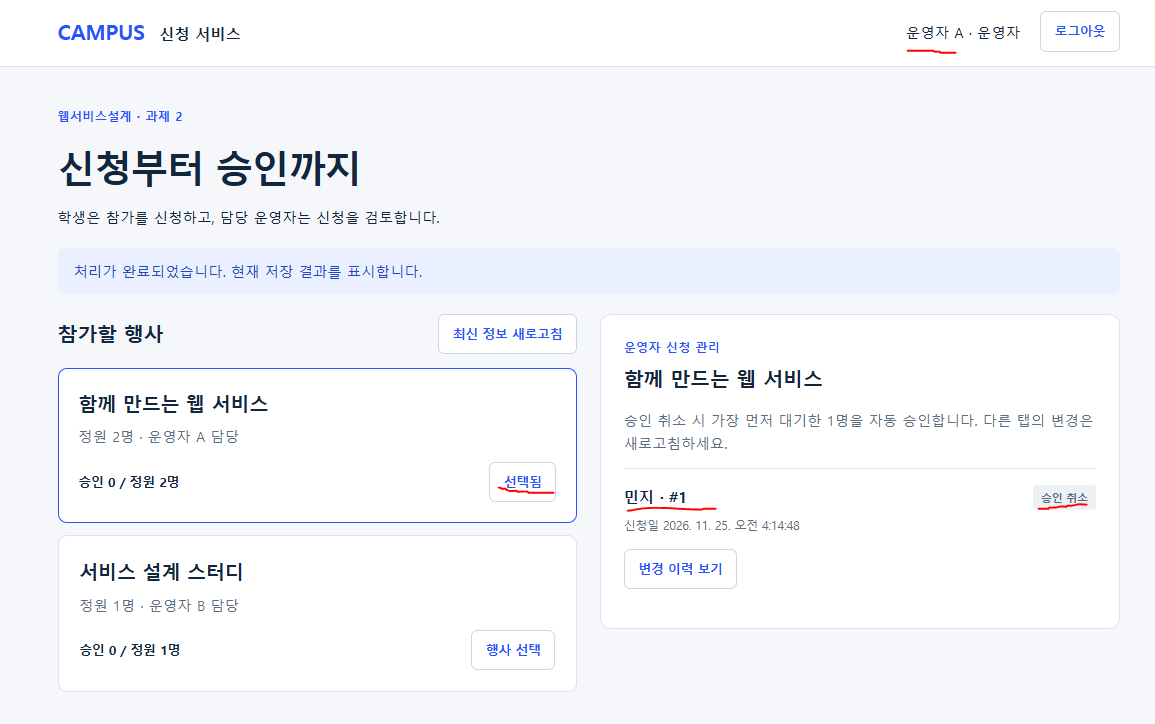 CAMPUS 신청 서비스
운영자 A · 운영자
로그아웃
웹서비스설계 · 과제 2
신청부터 승인까지
학생은 참가를 신청하고, 담당 운영자는 신청을 검토합니다.
처리가 완료되었습니다. 현재 저장 결과를 표시합니다.
참가할 행사
최신 정보 새로고침
함께 만드는 웹 서비스
정원 2명 · 운영자 A 담당
승인 0 / 정원 2명
선택됨
서비스 설계 스터디
정원 1명 · 운영자 B 담당
승인 0 / 정원 1명
행사 선택
운영자 신청 관리
함께 만드는 웹 서비스
승인 취소 시 가장 먼저 대기한 1명을 자동 승인합니다. 다른 탭의 변경은
새로고침하세요.
민지 · #1
승인 취소
신청일 2026. 11. 25. 오전 4:14:48
변경 이력 보기